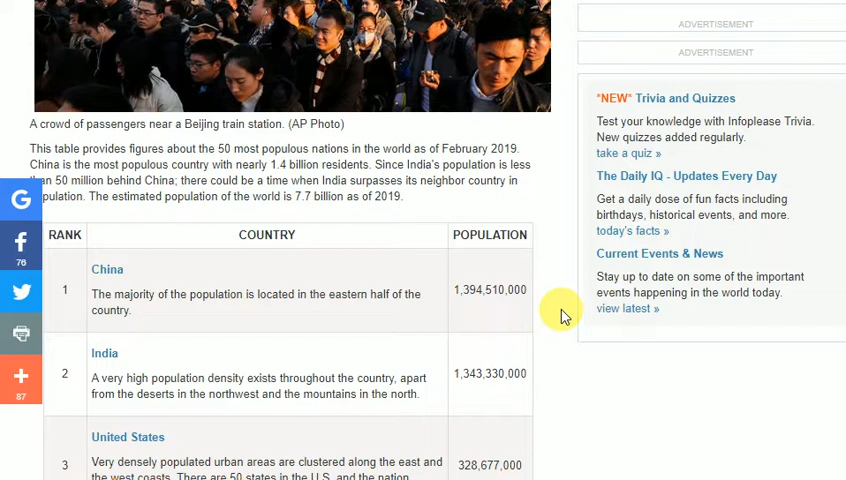 ADVERTISEMENT
ADVERTISEMENT
*NEW* Trivia and Quizzes
Test your knowledge with Infoplease Trivia.
New quizzes added regularly.
take a quiz »
The Daily IQ - Updates Every Day
Get a daily dose of fun facts including
birthdays, historical events, and more.
today's facts »
Current Events & News
Stay up to date on some of the important
events happening in the world today.
view latest »
A crowd of passengers near a Beijing train station. (AP Photo)
This table provides figures about the 50 most populous nations in the world as of February 2019.
China is the most populous country with nearly 1.4 billion residents. Since India's population is less
than 50 million behind China; there could be a time when India surpasses its neighbor country in
population. The estimated population of the world is 7.7 billion as of 2019.
G
f
76
+
87
RANK COUNTRY POPULATION
1 China 1,394,510,000
The majority of the population is located in the eastern half of the
country.
2 India 1,343,330,000
A very high population density exists throughout the country, apart
from the deserts in the northwest and the mountains in the north.
3 United States 328,677,000
Very densely populated urban areas are clustered along the east and
the west coasts. There are 50 states in the U.S. and the nation